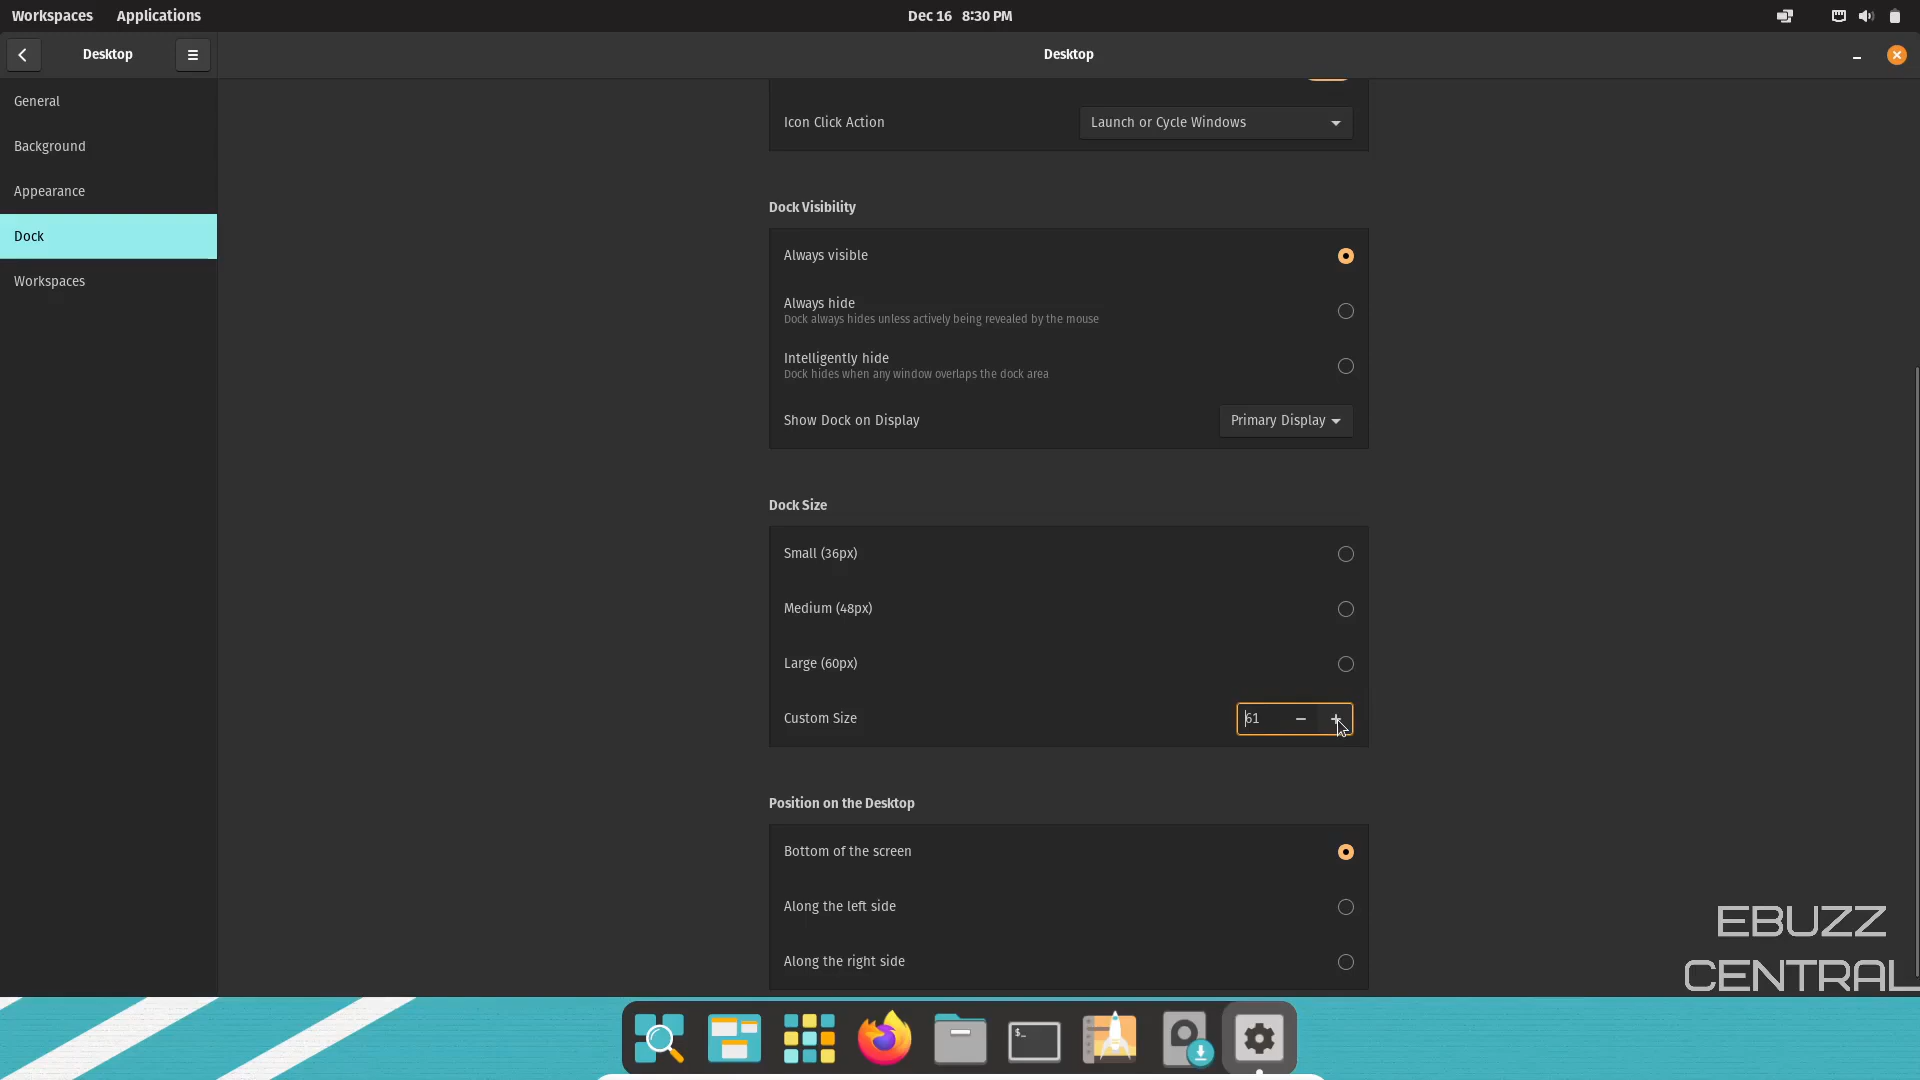 Workspaces Applications Dec 16 8:30 PM
Desktop Desktop
General
Background
Appearance
Dock
Workspaces
Icon Click Action Launch or Cycle Windows
Dock Visibility
Always visible
Always hide
Dock always hides unless actively being revealed by the mouse
Intelligently hide
Dock hides when any window overlaps the dock area
Show Dock on Display Primary Display
Dock Size
Small (36px)
Medium (48px)
Large (60px)
Custom Size 61
Position on the Desktop
Bottom of the screen
Along the left side
Along the right side
EBUZZ
CENTRAL
$_